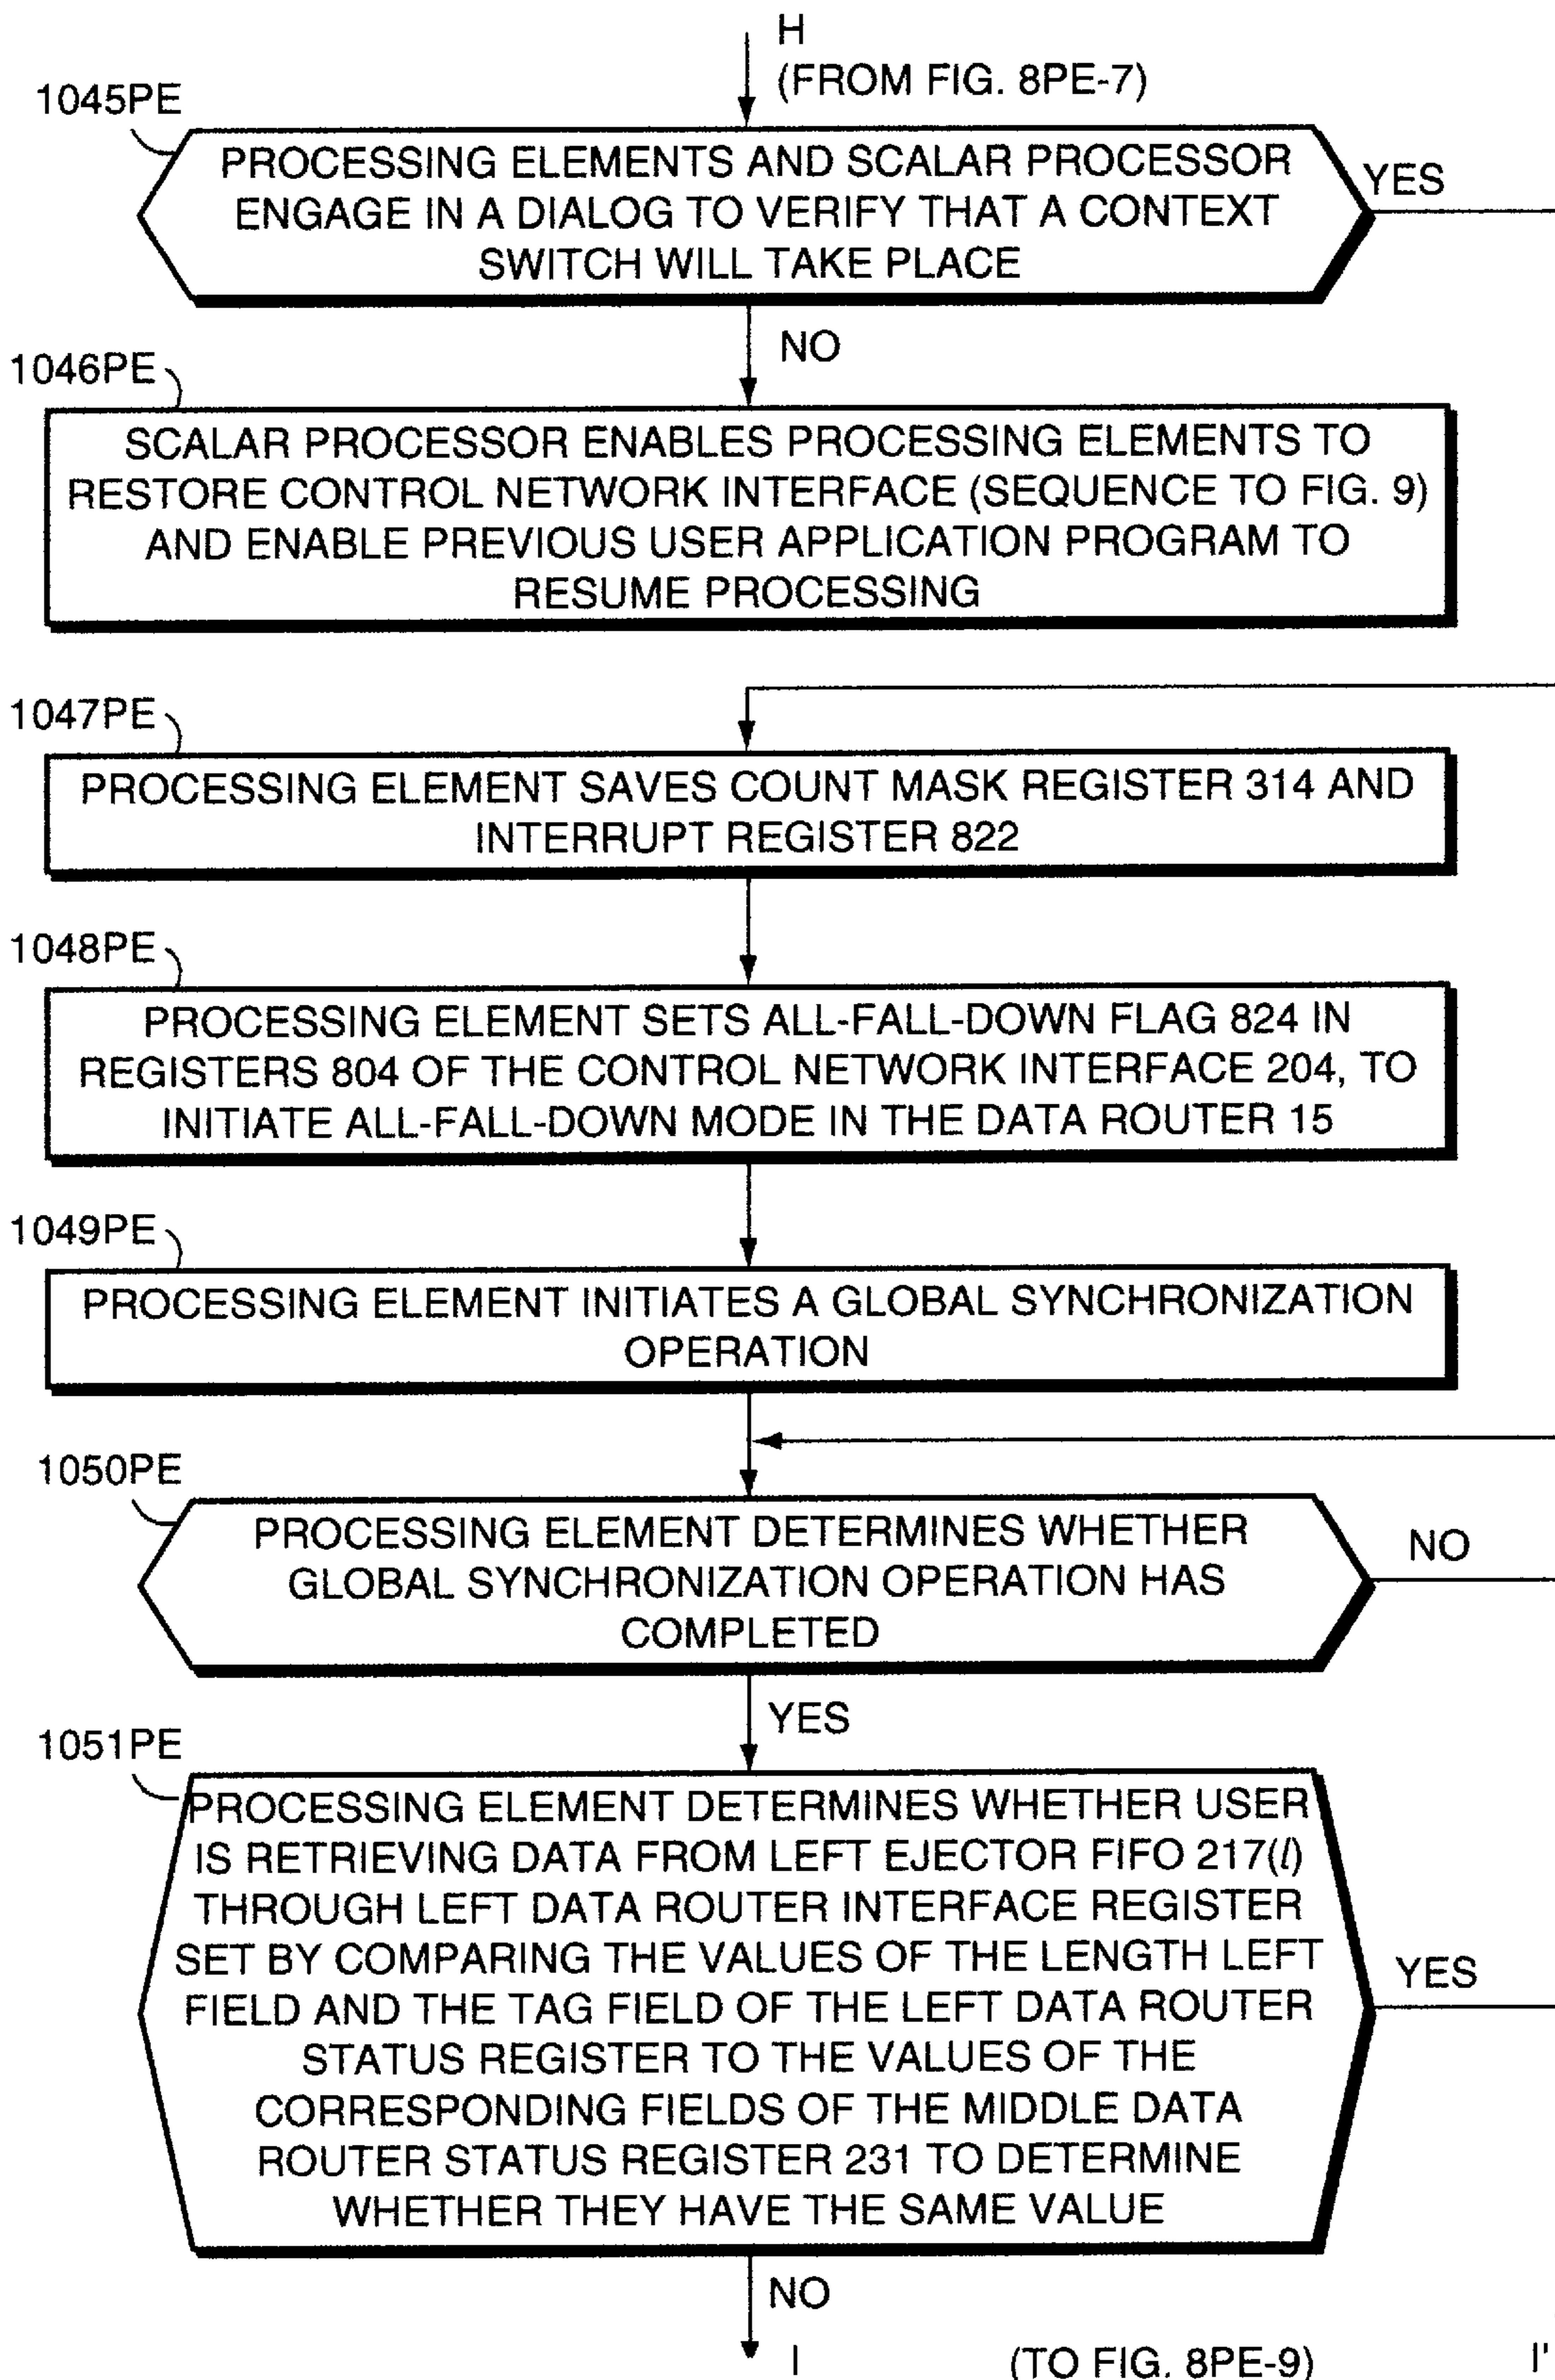 H
(FROM FIG. 8PE-7)
1045PE
PROCESSING ELEMENTS AND SCALAR PROCESSOR
ENGAGE IN A DIALOG TO VERIFY THAT A CONTEXT
SWITCH WILL TAKE PLACE
YES
NO
1046PE
SCALAR PROCESSOR ENABLES PROCESSING ELEMENTS TO
RESTORE CONTROL NETWORK INTERFACE (SEQUENCE TO FIG. 9)
AND ENABLE PREVIOUS USER APPLICATION PROGRAM TO
RESUME PROCESSING
1047PE
PROCESSING ELEMENT SAVES COUNT MASK REGISTER 314 AND
INTERRUPT REGISTER 822
1048PE
PROCESSING ELEMENT SETS ALL-FALL-DOWN FLAG 824 IN
REGISTERS 804 OF THE CONTROL NETWORK INTERFACE 204, TO
INITIATE ALL-FALL-DOWN MODE IN THE DATA ROUTER 15
1049PE
PROCESSING ELEMENT INITIATES A GLOBAL SYNCHRONIZATION
OPERATION
1050PE
PROCESSING ELEMENT DETERMINES WHETHER
GLOBAL SYNCHRONIZATION OPERATION HAS
COMPLETED
NO
YES
1051PE
PROCESSING ELEMENT DETERMINES WHETHER USER
IS RETRIEVING DATA FROM LEFT EJECTOR FIFO 217(l)
THROUGH LEFT DATA ROUTER INTERFACE REGISTER
SET BY COMPARING THE VALUES OF THE LENGTH LEFT
FIELD AND THE TAG FIELD OF THE LEFT DATA ROUTER
STATUS REGISTER TO THE VALUES OF THE
CORRESPONDING FIELDS OF THE MIDDLE DATA
ROUTER STATUS REGISTER 231 TO DETERMINE
WHETHER THEY HAVE THE SAME VALUE
YES
NO
I (TO FIG. 8PE-9) I'